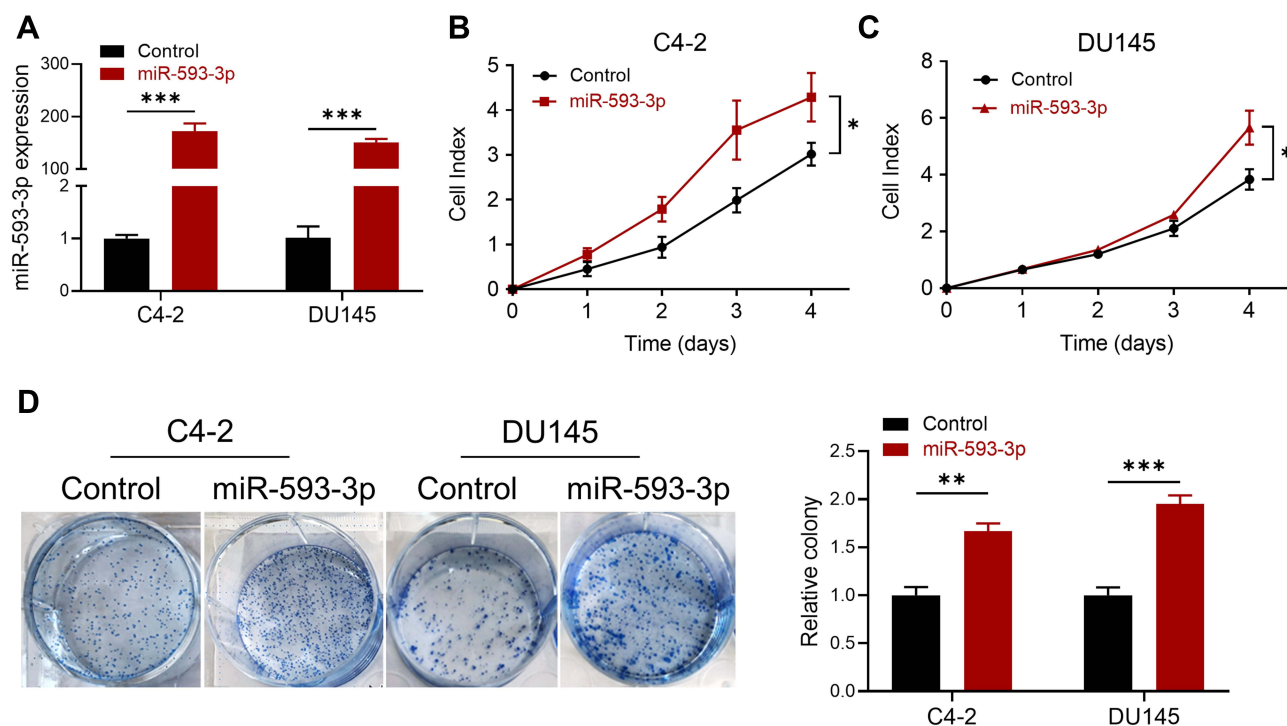 A
Control
miR-593-3p
miR-593-3p expression
300
200
100
2
1
0
***
***
C4-2
DU145
B
C4-2
Control
miR-593-3p
Cell Index
5
4
3
2
1
0
*
0 1 2 3 4
Time (days)
C
DU145
Control
miR-593-3p
Cell Index
8
6
4
2
0
*
0 1 2 3 4
Time (days)
D
C4-2
DU145
Control
miR-593-3p
Control
miR-593-3p
Control
miR-593-3p
Relative colony
2.5
2.0
1.5
1.0
0.5
0.0
**
***
C4-2
DU145